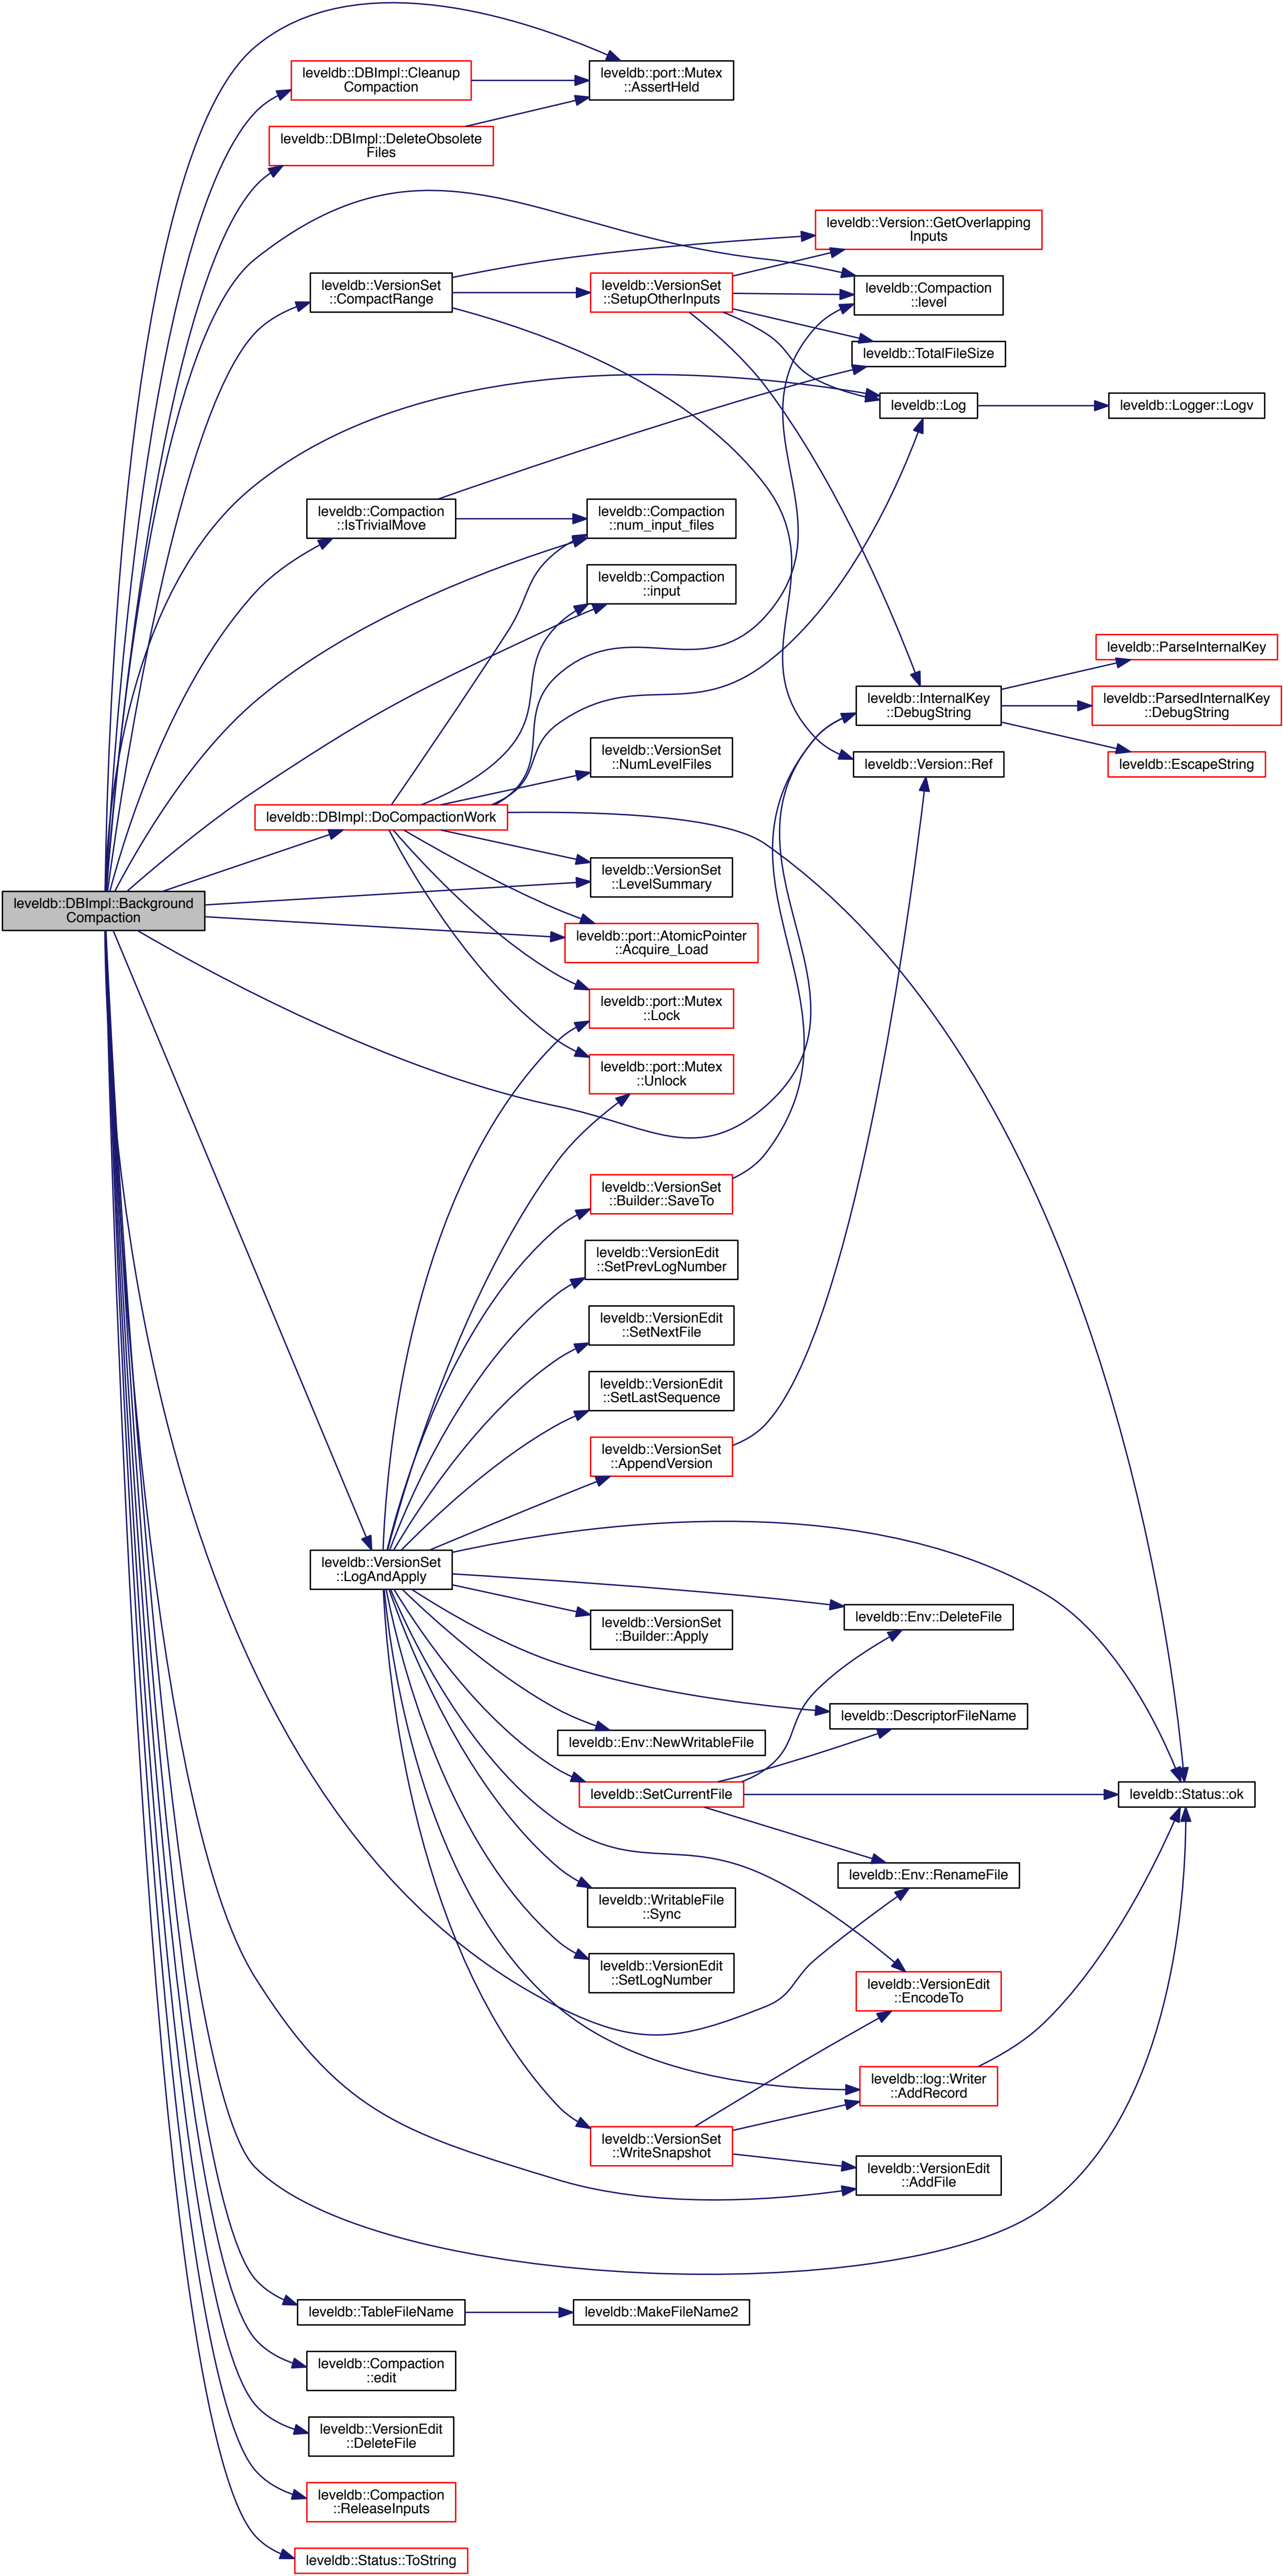 leveldb::DBImpl::Cleanup
Compaction
leveldb::port::Mutex
::AssertHeld
leveldb::DBImpl::DeleteObsolete
Files
leveldb::Version::GetOverlapping
Inputs
leveldb::VersionSet
::CompactRange
leveldb::VersionSet
::SetupOtherInputs
leveldb::Compaction
::level
leveldb::TotalFileSize
leveldb::Log
leveldb::Logger::Logv
leveldb::Compaction
::IsTrivialMove
leveldb::Compaction
::num_input_files
leveldb::Compaction
::input
leveldb::ParseInternalKey
leveldb::InternalKey
::DebugString
leveldb::ParsedInternalKey
::DebugString
leveldb::VersionSet
::NumLevelFiles
leveldb::Version::Ref
leveldb::EscapeString
leveldb::DBImpl::DoCompactionWork
leveldb::VersionSet
::LevelSummary
leveldb::DBImpl::Background
Compaction
leveldb::port::AtomicPointer
::Acquire_Load
leveldb::port::Mutex
::Lock
leveldb::port::Mutex
::Unlock
leveldb::VersionSet
::Builder::SaveTo
leveldb::VersionEdit
::SetPrevLogNumber
leveldb::VersionEdit
::SetNextFile
leveldb::VersionEdit
::SetLastSequence
leveldb::VersionSet
::AppendVersion
leveldb::VersionSet
::LogAndApply
leveldb::Env::DeleteFile
leveldb::VersionSet
::Builder::Apply
leveldb::DescriptorFileName
leveldb::Env::NewWritableFile
leveldb::SetCurrentFile
leveldb::Status::ok
leveldb::Env::RenameFile
leveldb::WritableFile
::Sync
leveldb::VersionEdit
::SetLogNumber
leveldb::VersionEdit
::EncodeTo
leveldb::log::Writer
::AddRecord
leveldb::VersionSet
::WriteSnapshot
leveldb::VersionEdit
::AddFile
leveldb::TableFileName
leveldb::MakeFileName2
leveldb::Compaction
::edit
leveldb::VersionEdit
::DeleteFile
leveldb::Compaction
::ReleaseInputs
leveldb::Status::ToString